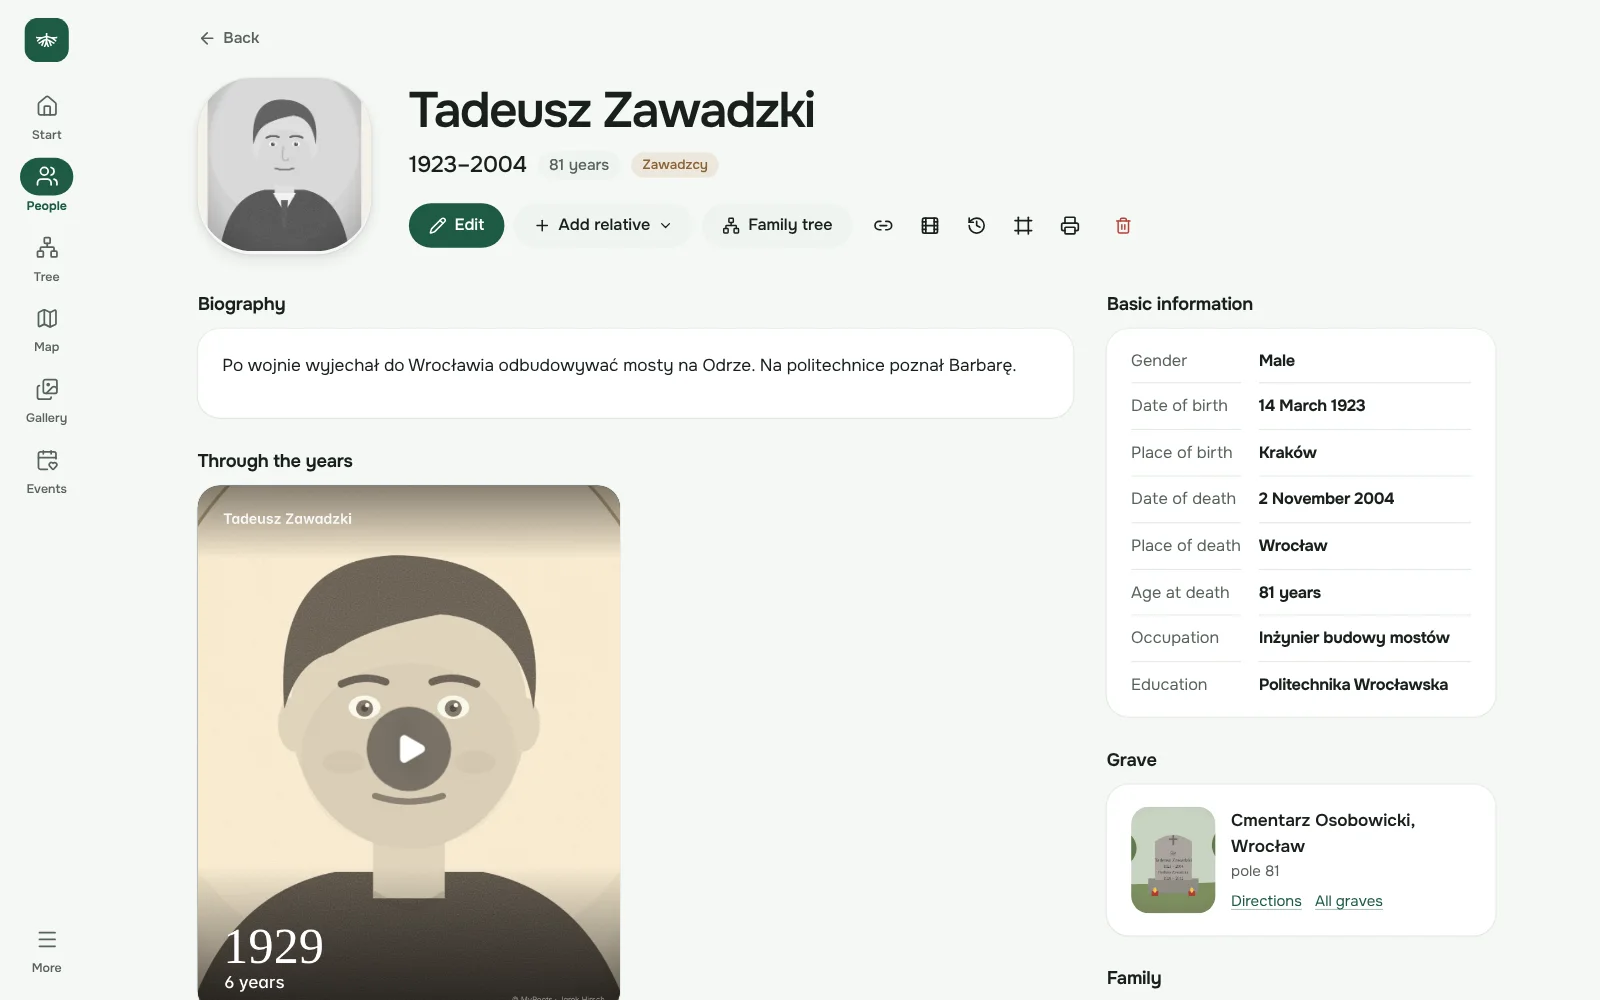 Back
Start
People
Tree
Map
Gallery
Events
More
Tadeusz Zawadzki
1923–2004 81 years Zawadzcy
Edit Add relative Family tree
Biography
Po wojnie wyjechał do Wrocławia odbudowywać mosty na Odrze. Na politechnice poznał Barbarę.
Through the years
Tadeusz Zawadzki
1929
6 years
Basic information
Gender Male
Date of birth 14 March 1923
Place of birth Kraków
Date of death 2 November 2004
Place of death Wrocław
Age at death 81 years
Occupation Inżynier budowy mostów
Education Politechnika Wrocławska
Grave
Cmentarz Osobowicki,
Wrocław
pole 81
Directions All graves
Family